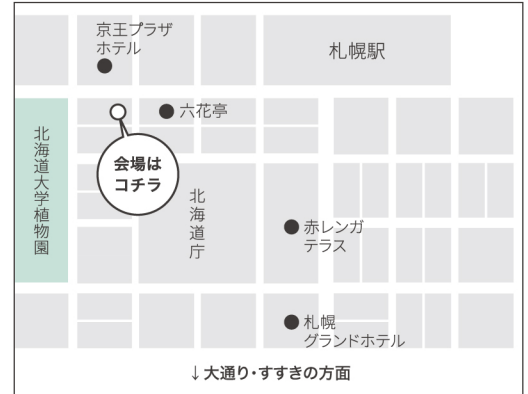 京王プラザ
ホテル
札幌駅
六花亭
会場は
コチラ
北海道大学植物園
北海道庁
赤レンガ
テラス
札幌
グランドホテル
↓大通り・すすきの方面